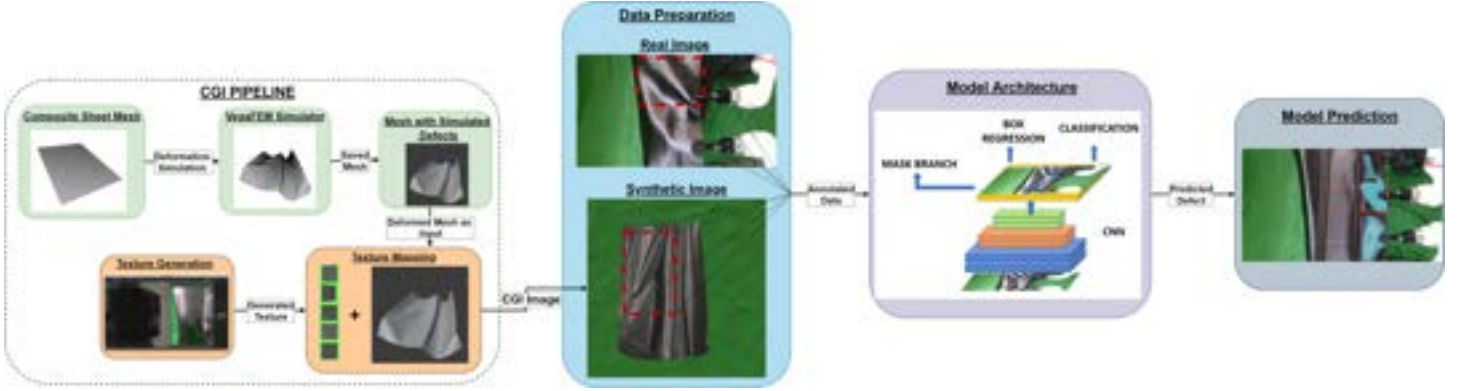 CGI PIPELINE
Composite Sheet Mesh
Deformation
Simulation
VegaFEM Simulator
Saved
Mesh
Mesh with Simulated
Defects
Deformed Mesh as
Input
Texture Generation
Generated
Texture
Texture Mapping
+
CGI Image
Data Preparation
Real Image
Synthetic Image
Annotated
Data
Model Architecture
BOX
REGRESSION
CLASSIFICATION
MASK BRANCH
CNN
Predicted
Defect
Model Prediction